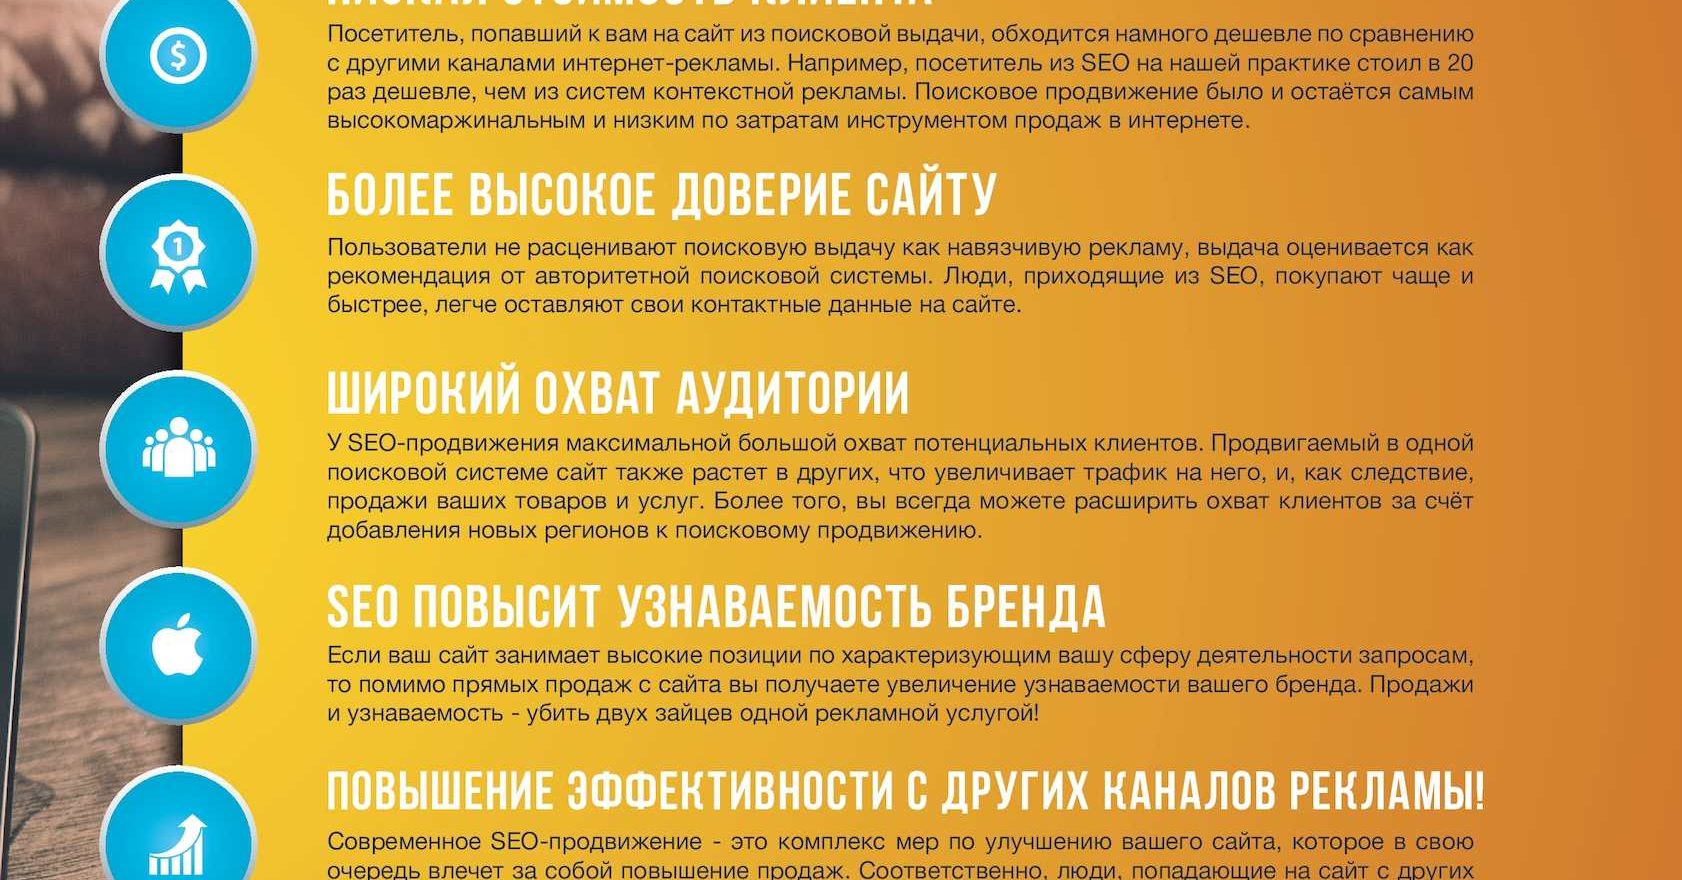 НИЗКАЯ СТОИМОСТЬ КЛИЕНТА
Посетитель, попавший к вам на сайт из поисковой выдачи, обходится намного дешевле по сравнению
с другими каналами интернет-рекламы. Например, посетитель из SEO на нашей практике стоил в 20
раз дешевле, чем из систем контекстной рекламы. Поисковое продвижение было и остаётся самым
высокомаржинальным и низким по затратам инструментом продаж в интернете.
БОЛЕЕ ВЫСОКОЕ ДОВЕРИЕ САЙТУ
Пользователи не расценивают поисковую выдачу как навязчивую рекламу, выдача оценивается как
рекомендация от авторитетной поисковой системы. Люди, приходящие из SEO, покупают чаще и
быстрее, легче оставляют свои контактные данные на сайте.
ШИРОКИЙ ОХВАТ АУДИТОРИИ
У SEO-продвижения максимальной большой охват потенциальных клиентов. Продвигаемый в одной
поисковой системе сайт также растет в других, что увеличивает трафик на него, и, как следствие,
продажи ваших товаров и услуг. Более того, вы всегда можете расширить охват клиентов за счёт
добавления новых регионов к поисковому продвижению.
SEO ПОВЫСИТ УЗНАВАЕМОСТЬ БРЕНДА
Если ваш сайт занимает высокие позиции по характеризующим вашу сферу деятельности запросам,
то помимо прямых продаж с сайта вы получаете увеличение узнаваемости вашего бренда. Продажи
и узнаваемость - убить двух зайцев одной рекламной услугой!
ПОВЫШЕНИЕ ЭФФЕКТИВНОСТИ С ДРУГИХ КАНАЛОВ РЕКЛАМЫ!
Современное SEO-продвижение - это комплекс мер по улучшению вашего сайта, которое в свою
очередь влечет за собой повышение продаж. Соответственно, люди, попадающие на сайт с других
$
1